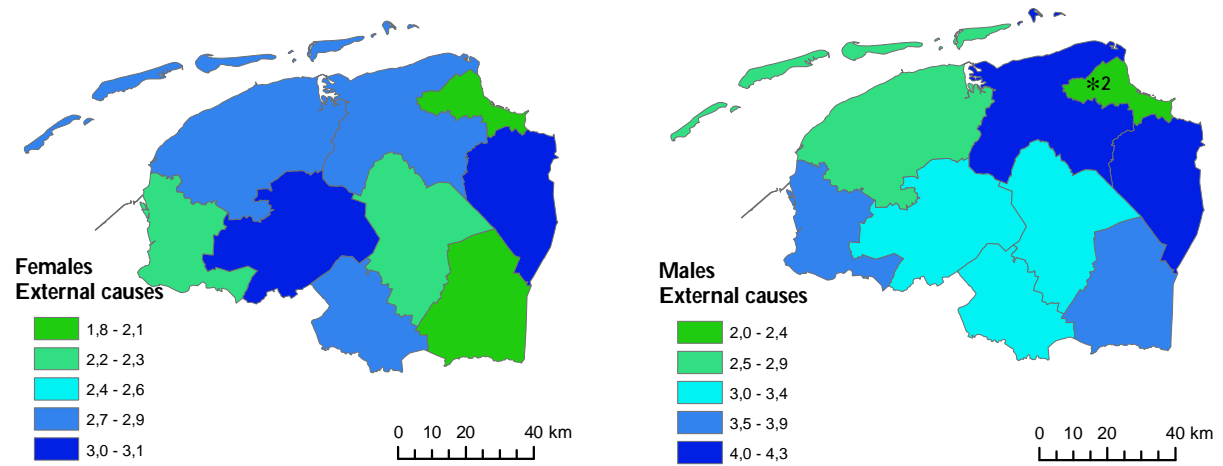 Females
External causes
1,8 - 2,1
2,2 - 2,3
2,4 - 2,6
2,7 - 2,9
3,0 - 3,1
0 10 20 40 km
*2
Males
External causes
2,0 - 2,4
2,5 - 2,9
3,0 - 3,4
3,5 - 3,9
4,0 - 4,3
0 10 20 40 km